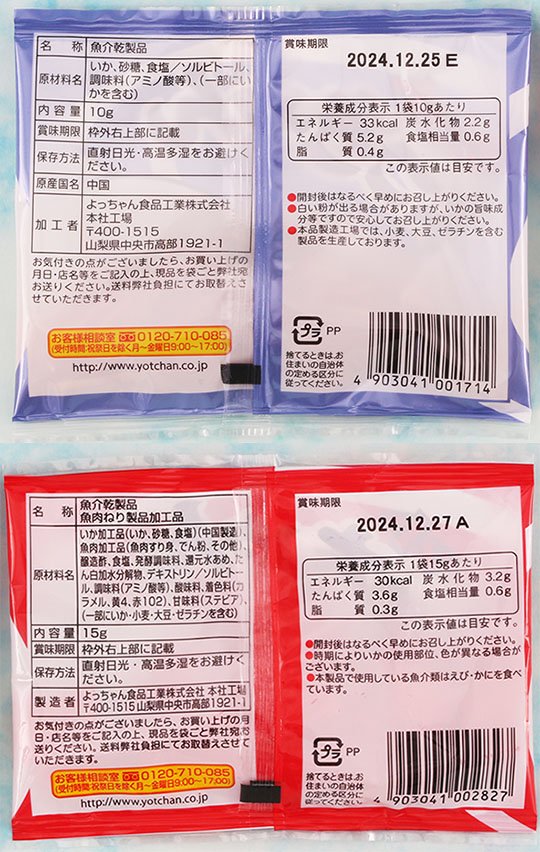 名称 魚介乾製品
原材料名 いか、砂糖、食塩／ソルビトール、
調味料（アミノ酸等）、（一部にい
かを含む）
内容量 10g
賞味期限 枠外右上部に記載
保存方法 直射日光・高温多湿をお避けく
ださい。
原産国名 中国
加工者 よっちゃん食品工業株式会社
本社工場
〒400-1515
山梨県中央市高部1921-1
お気付きの点がございましたら、お買い上げの
月日・店名等をご記入の上、現品を袋ごと弊社宛
お送りください。送料弊社負担にてお取替えさ
せていただきます。
お客様相談室 0120-710-085
(受付時間:祝祭日を除く月～金曜日9:00～17:00)
http://www.yotchan.co.jp
賞味期限
2024.12.25 E
栄養成分表示 1袋10gあたり
エネルギー 33kcal 炭水化物 2.2g
たんぱく質 5.2g 食塩相当量 0.6g
脂質 0.4g
この表示値は目安です。
●開封後はなるべく早めにお召し上がりください。
●白い粉が出る場合がありますが、いかの旨味成
分等ですので安心してお召し上がりください。
●本品製造工場では、小麦、大豆、ゼラチンを含む
製品を生産しております。
プラ PP
捨てるときは、お
住まいの自治体
の定める区分に
従ってください。
4 903041 001714
名称 魚介乾製品
魚肉ねり製品加工品
原材料名 いか加工品（いか、砂糖、食塩）（中国製造）、
魚肉加工品（魚肉すり身、でん粉、その他）、
醸造酢、食塩、発酵調味料、還元水あめ、たん
白加水分解物、デキストリン／ソルビトー
ル、調味料（アミノ酸等）、酸味料、着色料（カ
ラメル、黄4、赤102）、甘味料（ステビア）、
（一部にいか・小麦・大豆・ゼラチンを含む）
内容量 15g
賞味期限 枠外右上部に記載
保存方法 直射日光・高温多湿をお避けく
ださい。
製造者 よっちゃん食品工業株式会社 本社工場
〒400-1515 山梨県中央市高部1921-1
お気付きの点がございましたら、お買い上げの月
日・店名等をご記入の上、現品を袋ごと弊社宛
お送りください。送料弊社負担にてお取替えさせて
いただきます。
お客様相談室 0120-710-085
(受付時間:祝祭日を除く月～金曜日9:00～17:00)
http://www.yotchan.co.jp
賞味期限
2024.12.27 A
栄養成分表示 1袋15gあたり
エネルギー 30kcal 炭水化物 3.2g
たんぱく質 3.6g 食塩相当量 0.6g
脂質 0.3g
この表示値は目安です。
●開封後はなるべく早めにお召し上がりください。
●時期によりいかの使用部位、色が異なる場合が
ございます。
●本製品で使用している魚介類はえび・かにを食べ
ています。
プラ PP
捨てるときは、お
住まいの自治体
の定める区分に
従ってください。
4 903041 002827